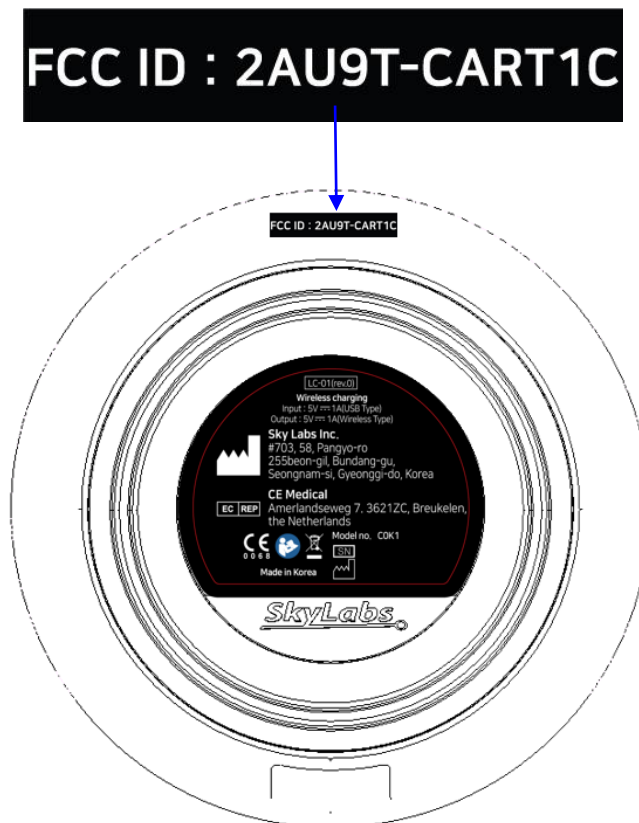 FCC ID : 2AU9T-CART1C
FCC ID : 2AU9T-CART1C
LC-01(rev.0)
Wireless charging
Input : 5V ⎓ 1A(USB Type)
Output : 5V ⎓ 1A(Wireless Type)
Sky Labs Inc.
#703, 58, Pangyo-ro
255beon-gil, Bundang-gu,
Seongnam-si, Gyeonggi-do, Korea
EC REP
CE Medical
Amerlandseweg 7. 3621ZC, Breukelen,
the Netherlands
CE
0068
Model no. C0K1
SN
Made in Korea
SkyLabs